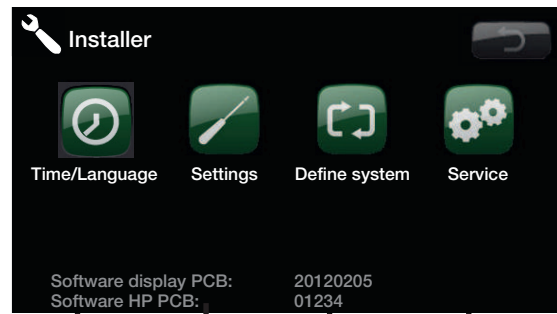 Installer
Time/Language Settings Define system Service
Software display PCB: 20120205
Software HP PCB: 01234